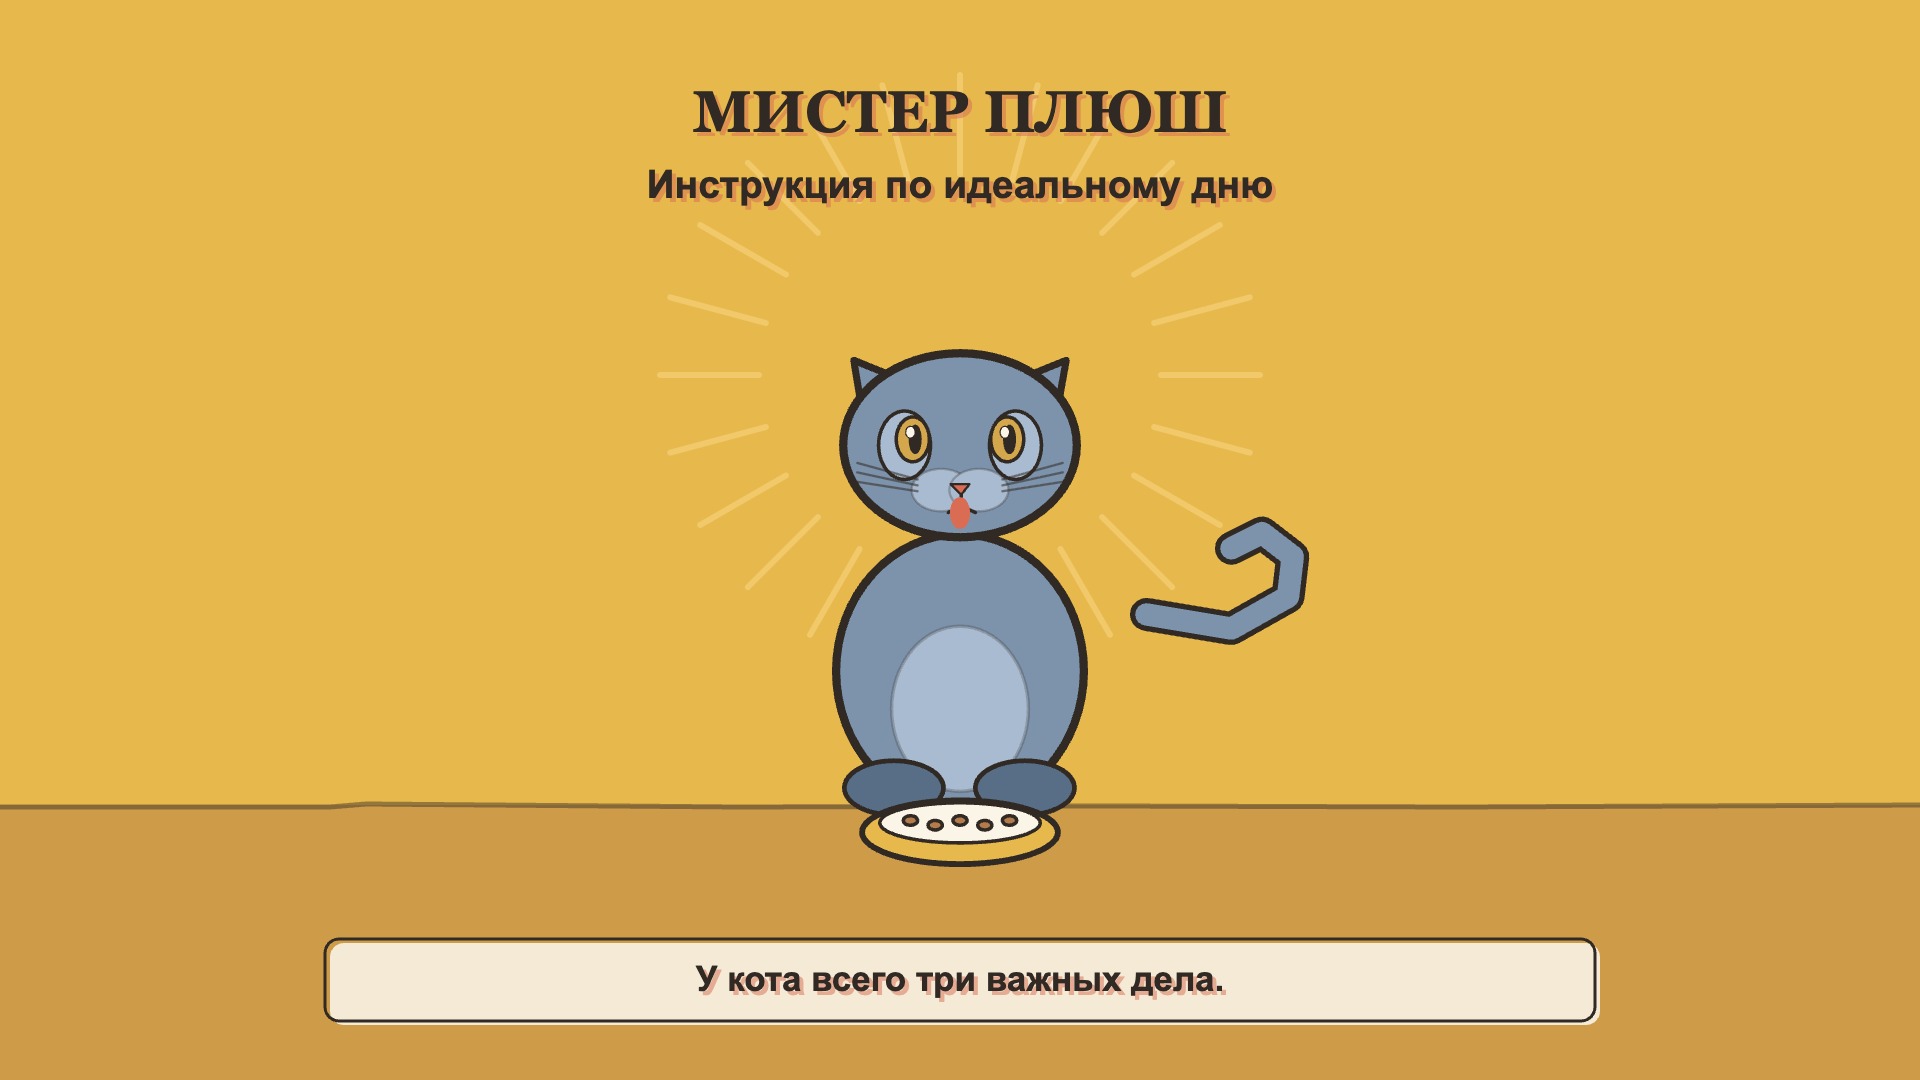 МИСТЕР ПЛЮШ
Инструкция по идеальному дню
У кота всего три важных дела.